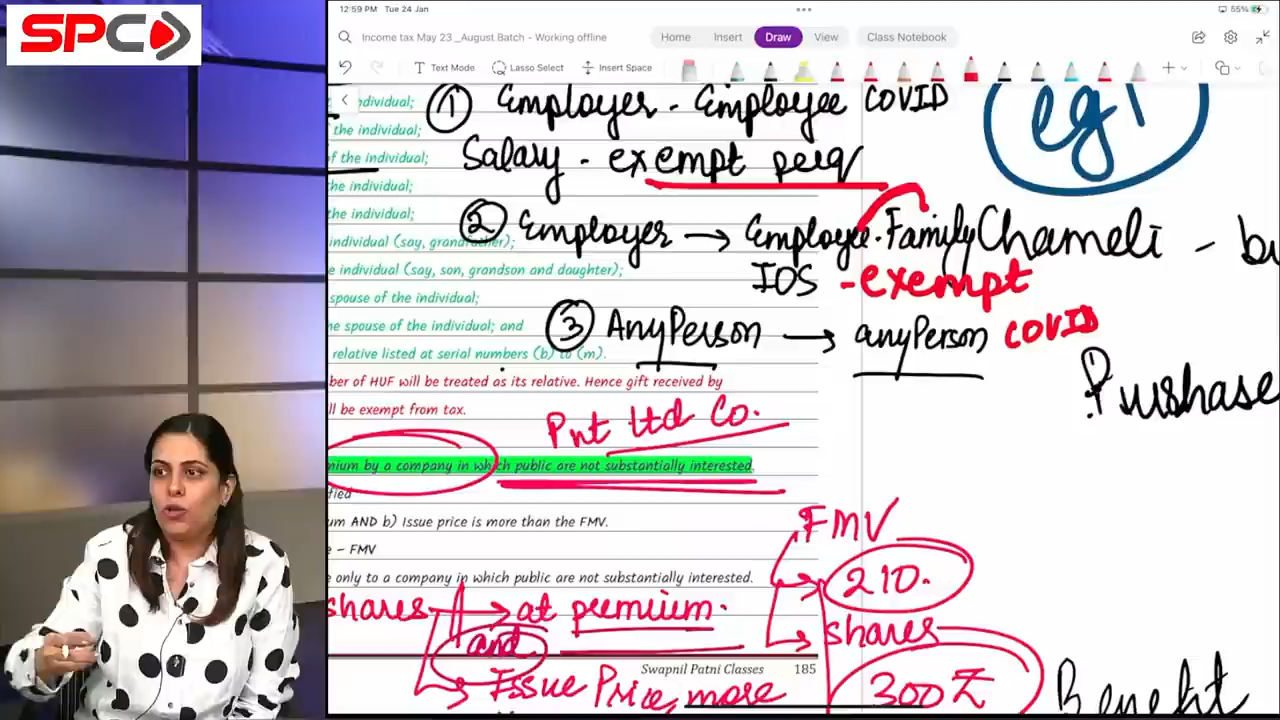 SPC
12:59 PM Tue 24 Jan
55%
Income tax May 23 _August Batch - Working offline
Home Insert Draw View Class Notebook
Text Mode Lasso Select Insert Space
ndividual;
the individual;
of the individual;
the individual;
the individual;
individual (say, grandfather);
e individual (say, son, grandson and daughter);
spouse of the individual;
he spouse of the individual; and
relative listed at serial numbers (b) to (m).
ber of HUF will be treated as its relative. Hence gift received by
ll be exempt from tax.
① Employer - Employee COVID
Salary - exempt perq
② Employer → Employee. Family
IOS - exempt
③ Any Person → any Person COVID
eg 1
Chameli - bu
Purshase
Pvt Ltd Co.
nium by a company in which public are not substantially interested.
fied
um AND b) Issue price is more than the FMV.
e – FMV
e only to a company in which public are not substantially interested.
shares → at premium.
and
Issue Price, more
FMV
210.
shares
300
Benefit
Swapnil Patni Classes 185